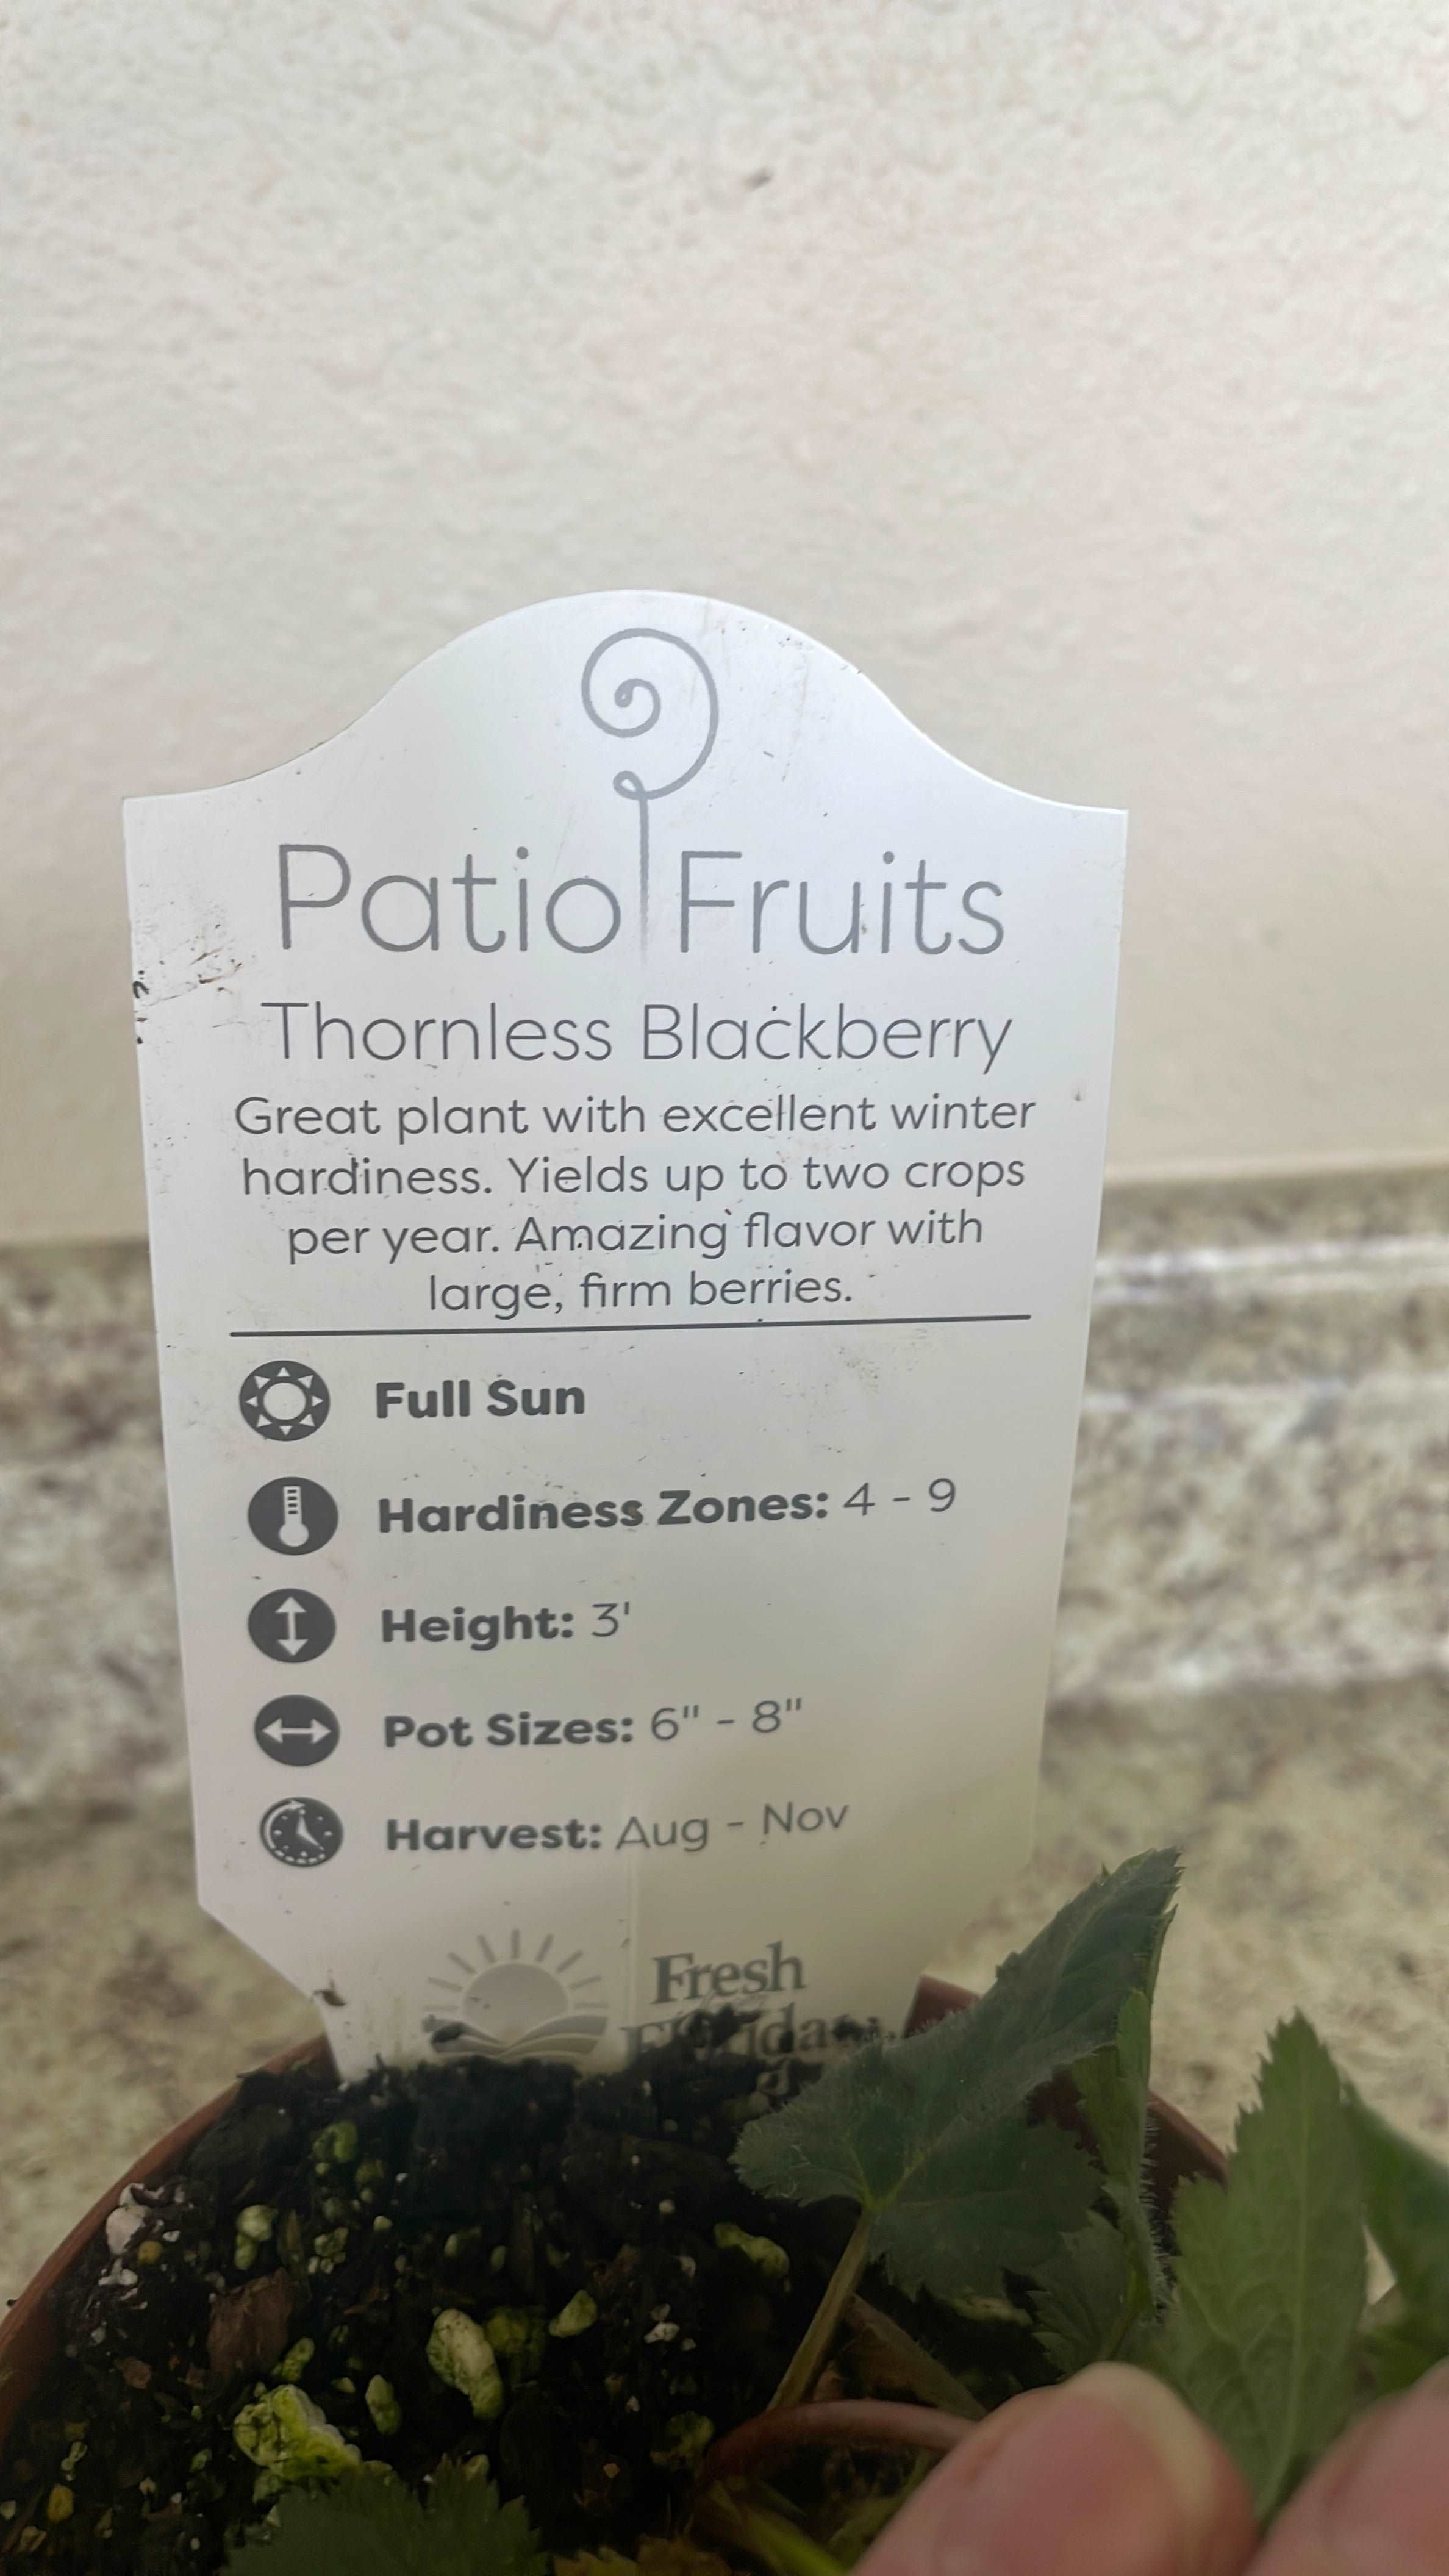 Patio Fruits
Thornless Blackberry
Great plant with excellent winter
hardiness. Yields up to two crops
per year. Amazing flavor with
large, firm berries.
Full Sun
Hardiness Zones: 4 - 9
Height: 3'
Pot Sizes: 6" - 8"
Harvest: Aug - Nov
Fresh